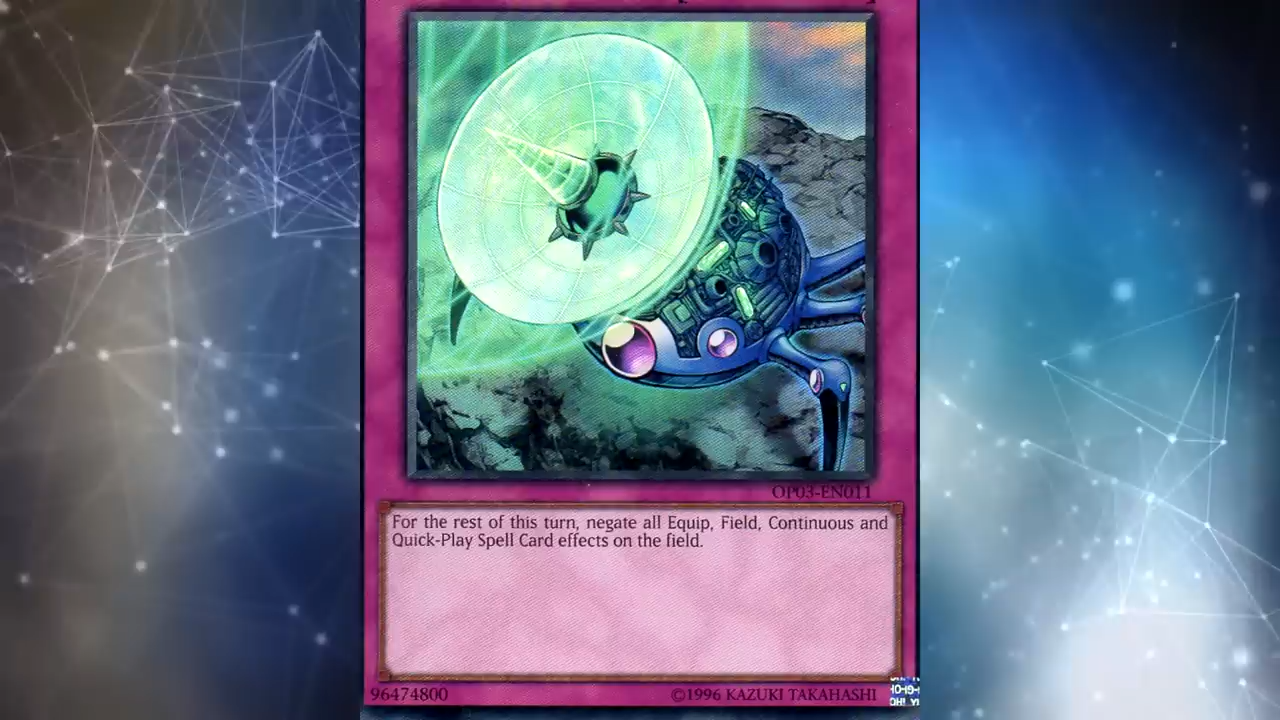 OP03-EN011
For the rest of this turn, negate all Equip, Field, Continuous and
Quick-Play Spell Card effects on the field.
96474800
©1996 KAZUKI TAKAHASHI